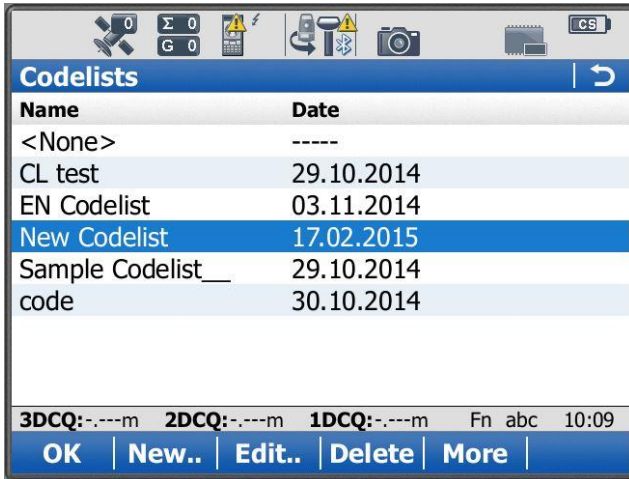 0 Σ 0 CS
G 0
Codelists
Name Date
<None> -----
CL test 29.10.2014
EN Codelist 03.11.2014
New Codelist 17.02.2015
Sample Codelist__ 29.10.2014
code 30.10.2014
3DCQ:-.---m 2DCQ:-.---m 1DCQ:-.---m Fn abc 10:09
OK New.. Edit.. Delete More